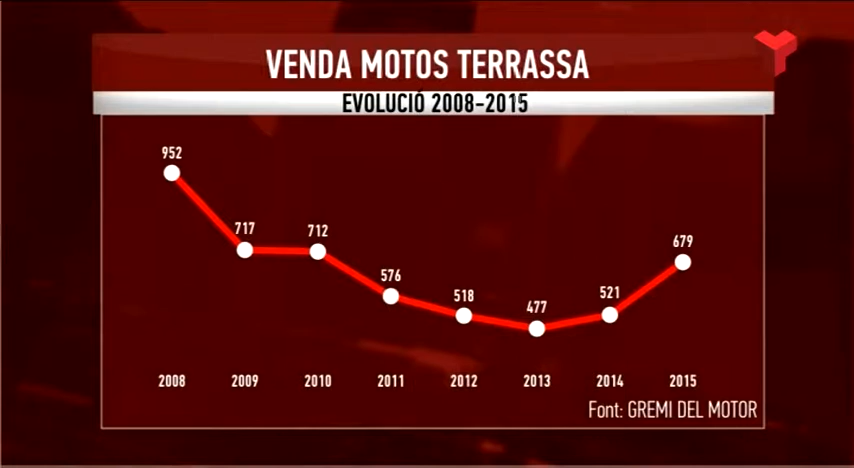 VENDA MOTOS TERRASSA
EVOLUCIÓ 2008-2015
952
717
712
576
518
477
521
679
2008 2009 2010 2011 2012 2013 2014 2015
Font: GREMI DEL MOTOR